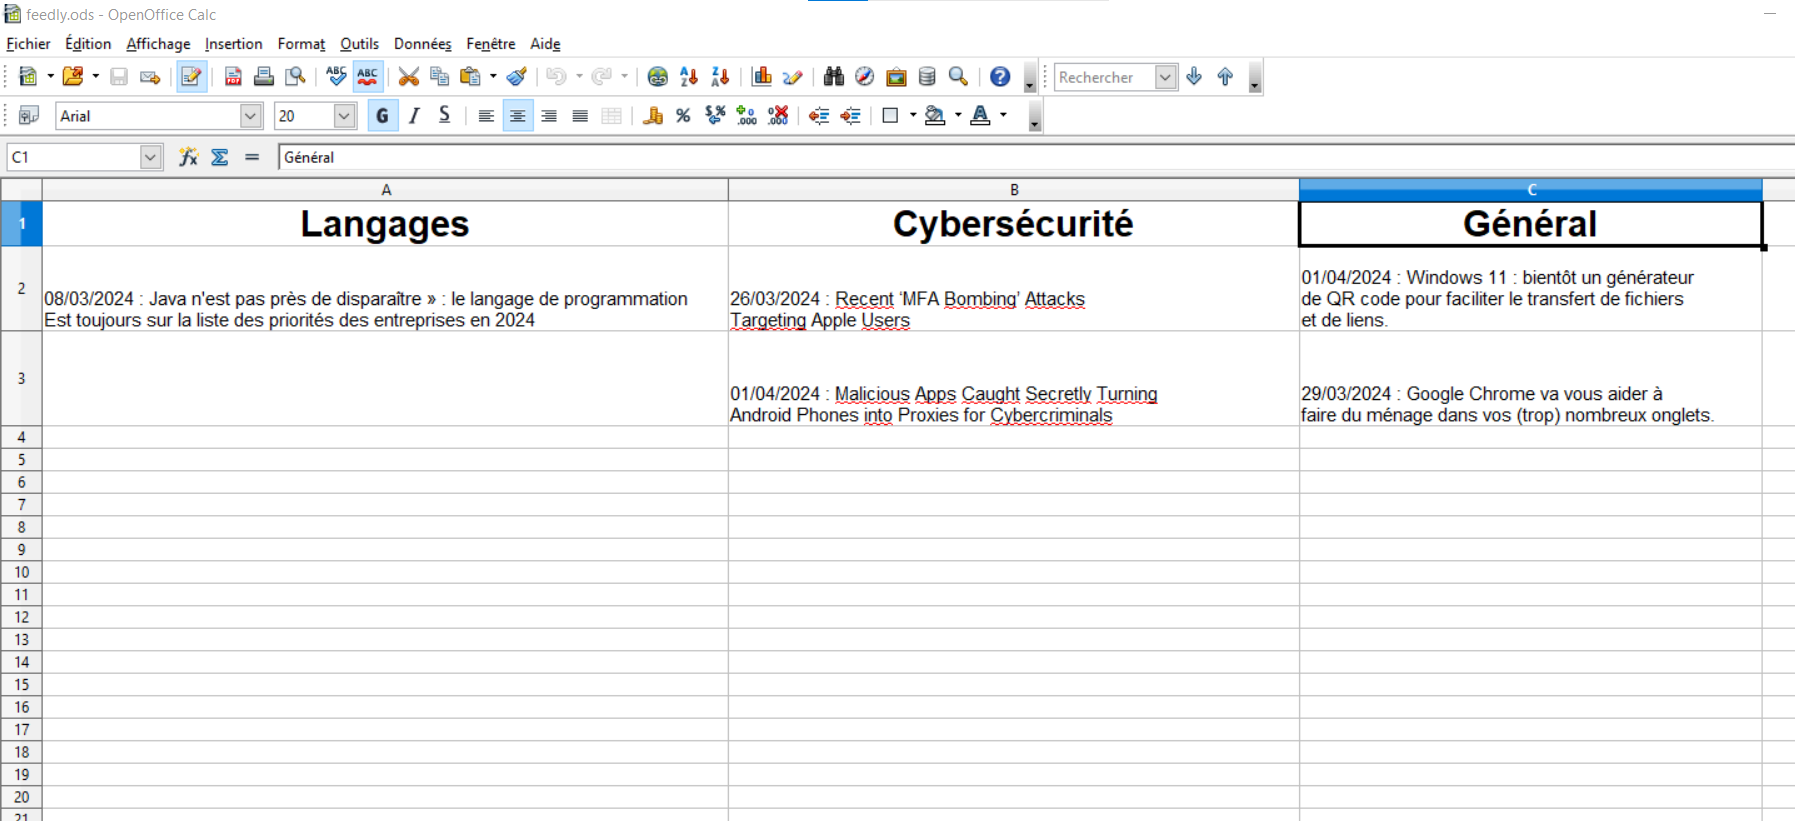 feedly.ods - OpenOffice Calc
Fichier Édition Affichage Insertion Format Outils Données Fenêtre Aide
Rechercher
Arial 20 G I S
C1 Général
A B C
1 Langages Cybersécurité Général
2
08/03/2024 : Java n'est pas près de disparaître » : le langage de programmation
Est toujours sur la liste des priorités des entreprises en 2024
26/03/2024 : Recent ‘MFA Bombing’ Attacks
Targeting Apple Users
01/04/2024 : Windows 11 : bientôt un générateur
de QR code pour faciliter le transfert de fichiers
et de liens.
3
01/04/2024 : Malicious Apps Caught Secretly Turning
Android Phones into Proxies for Cybercriminals
29/03/2024 : Google Chrome va vous aider à
faire du ménage dans vos (trop) nombreux onglets.
4
5
6
7
8
9
10
11
12
13
14
15
16
17
18
19
20
21